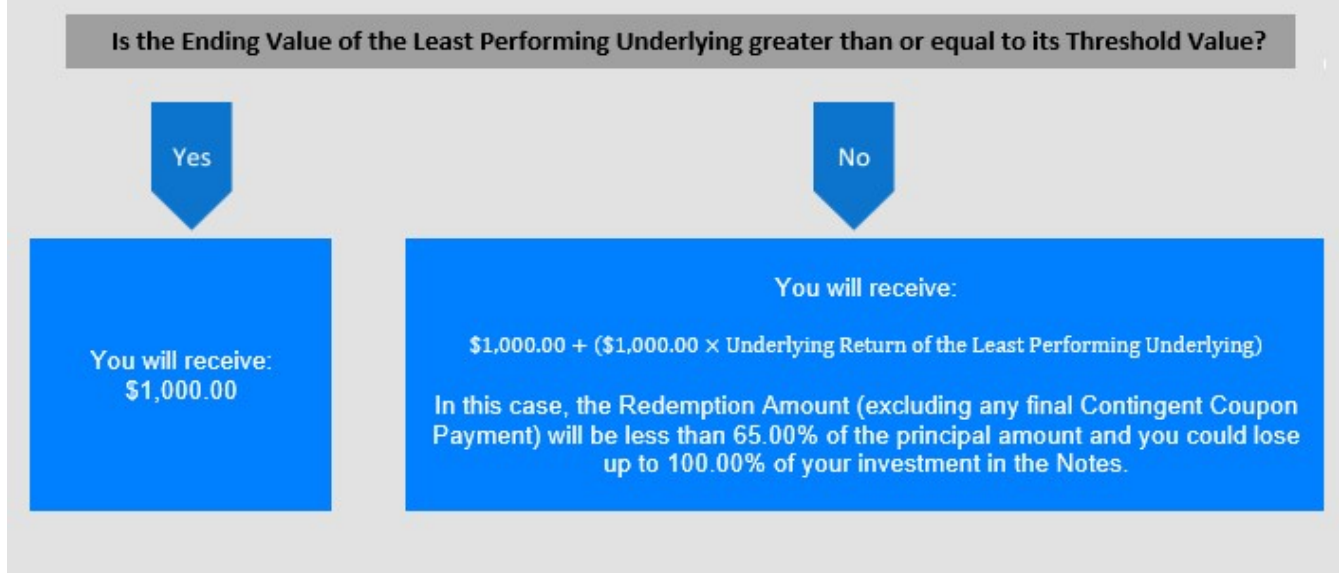 Is the Ending Value of the Least Performing Underlying greater than or equal to its Threshold Value?
Yes
No
You will receive:
$1,000.00
You will receive:
$1,000.00 + ($1,000.00 × Underlying Return of the Least Performing Underlying)
In this case, the Redemption Amount (excluding any final Contingent Coupon
Payment) will be less than 65.00% of the principal amount and you could lose
up to 100.00% of your investment in the Notes.